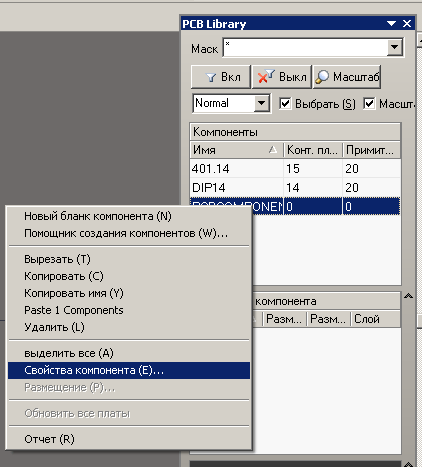 PCB Library
Маск *
Вкл Выкл Масштаб
Normal Выбрать (S)
Компоненты
Имя Конт. пл... Примит...
401.14 15 20
DIP14 14 20
0 0
Новый бланк компонента (N)
Помощник создания компонентов (W)...
Вырезать (T)
Копировать (C)
Копировать имя (Y)
Paste 1 Components
Удалить (L)
компонента
Разм... Разм... Слой
выделить все (A)
Свойства компонента (E)...
Размещение (P)...
Обновить все платы
Отчет (R)